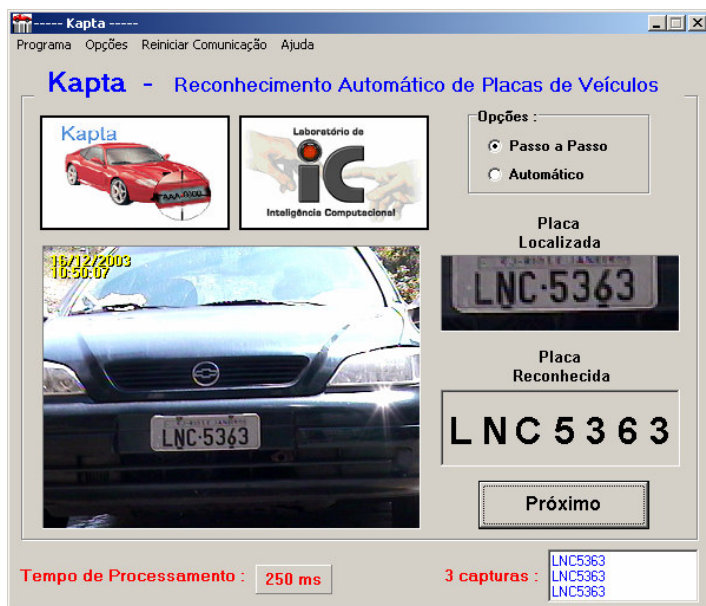 ----- Kapta -----
Programa Opções Reiniciar Comunicação Ajuda
Kapta - Reconhecimento Automático de Placas de Veículos
Kapta
AAA 0000
Laboratório de
iC
Inteligência Computacional
Opções :
Passo a Passo
Automático
16/12/2003
10:50:07
LNC·5363
Placa
Localizada
LNC·5363
Placa
Reconhecida
LNC5363
Próximo
Tempo de Processamento : 250 ms
3 capturas :
LNC5363
LNC5363
LNC5363